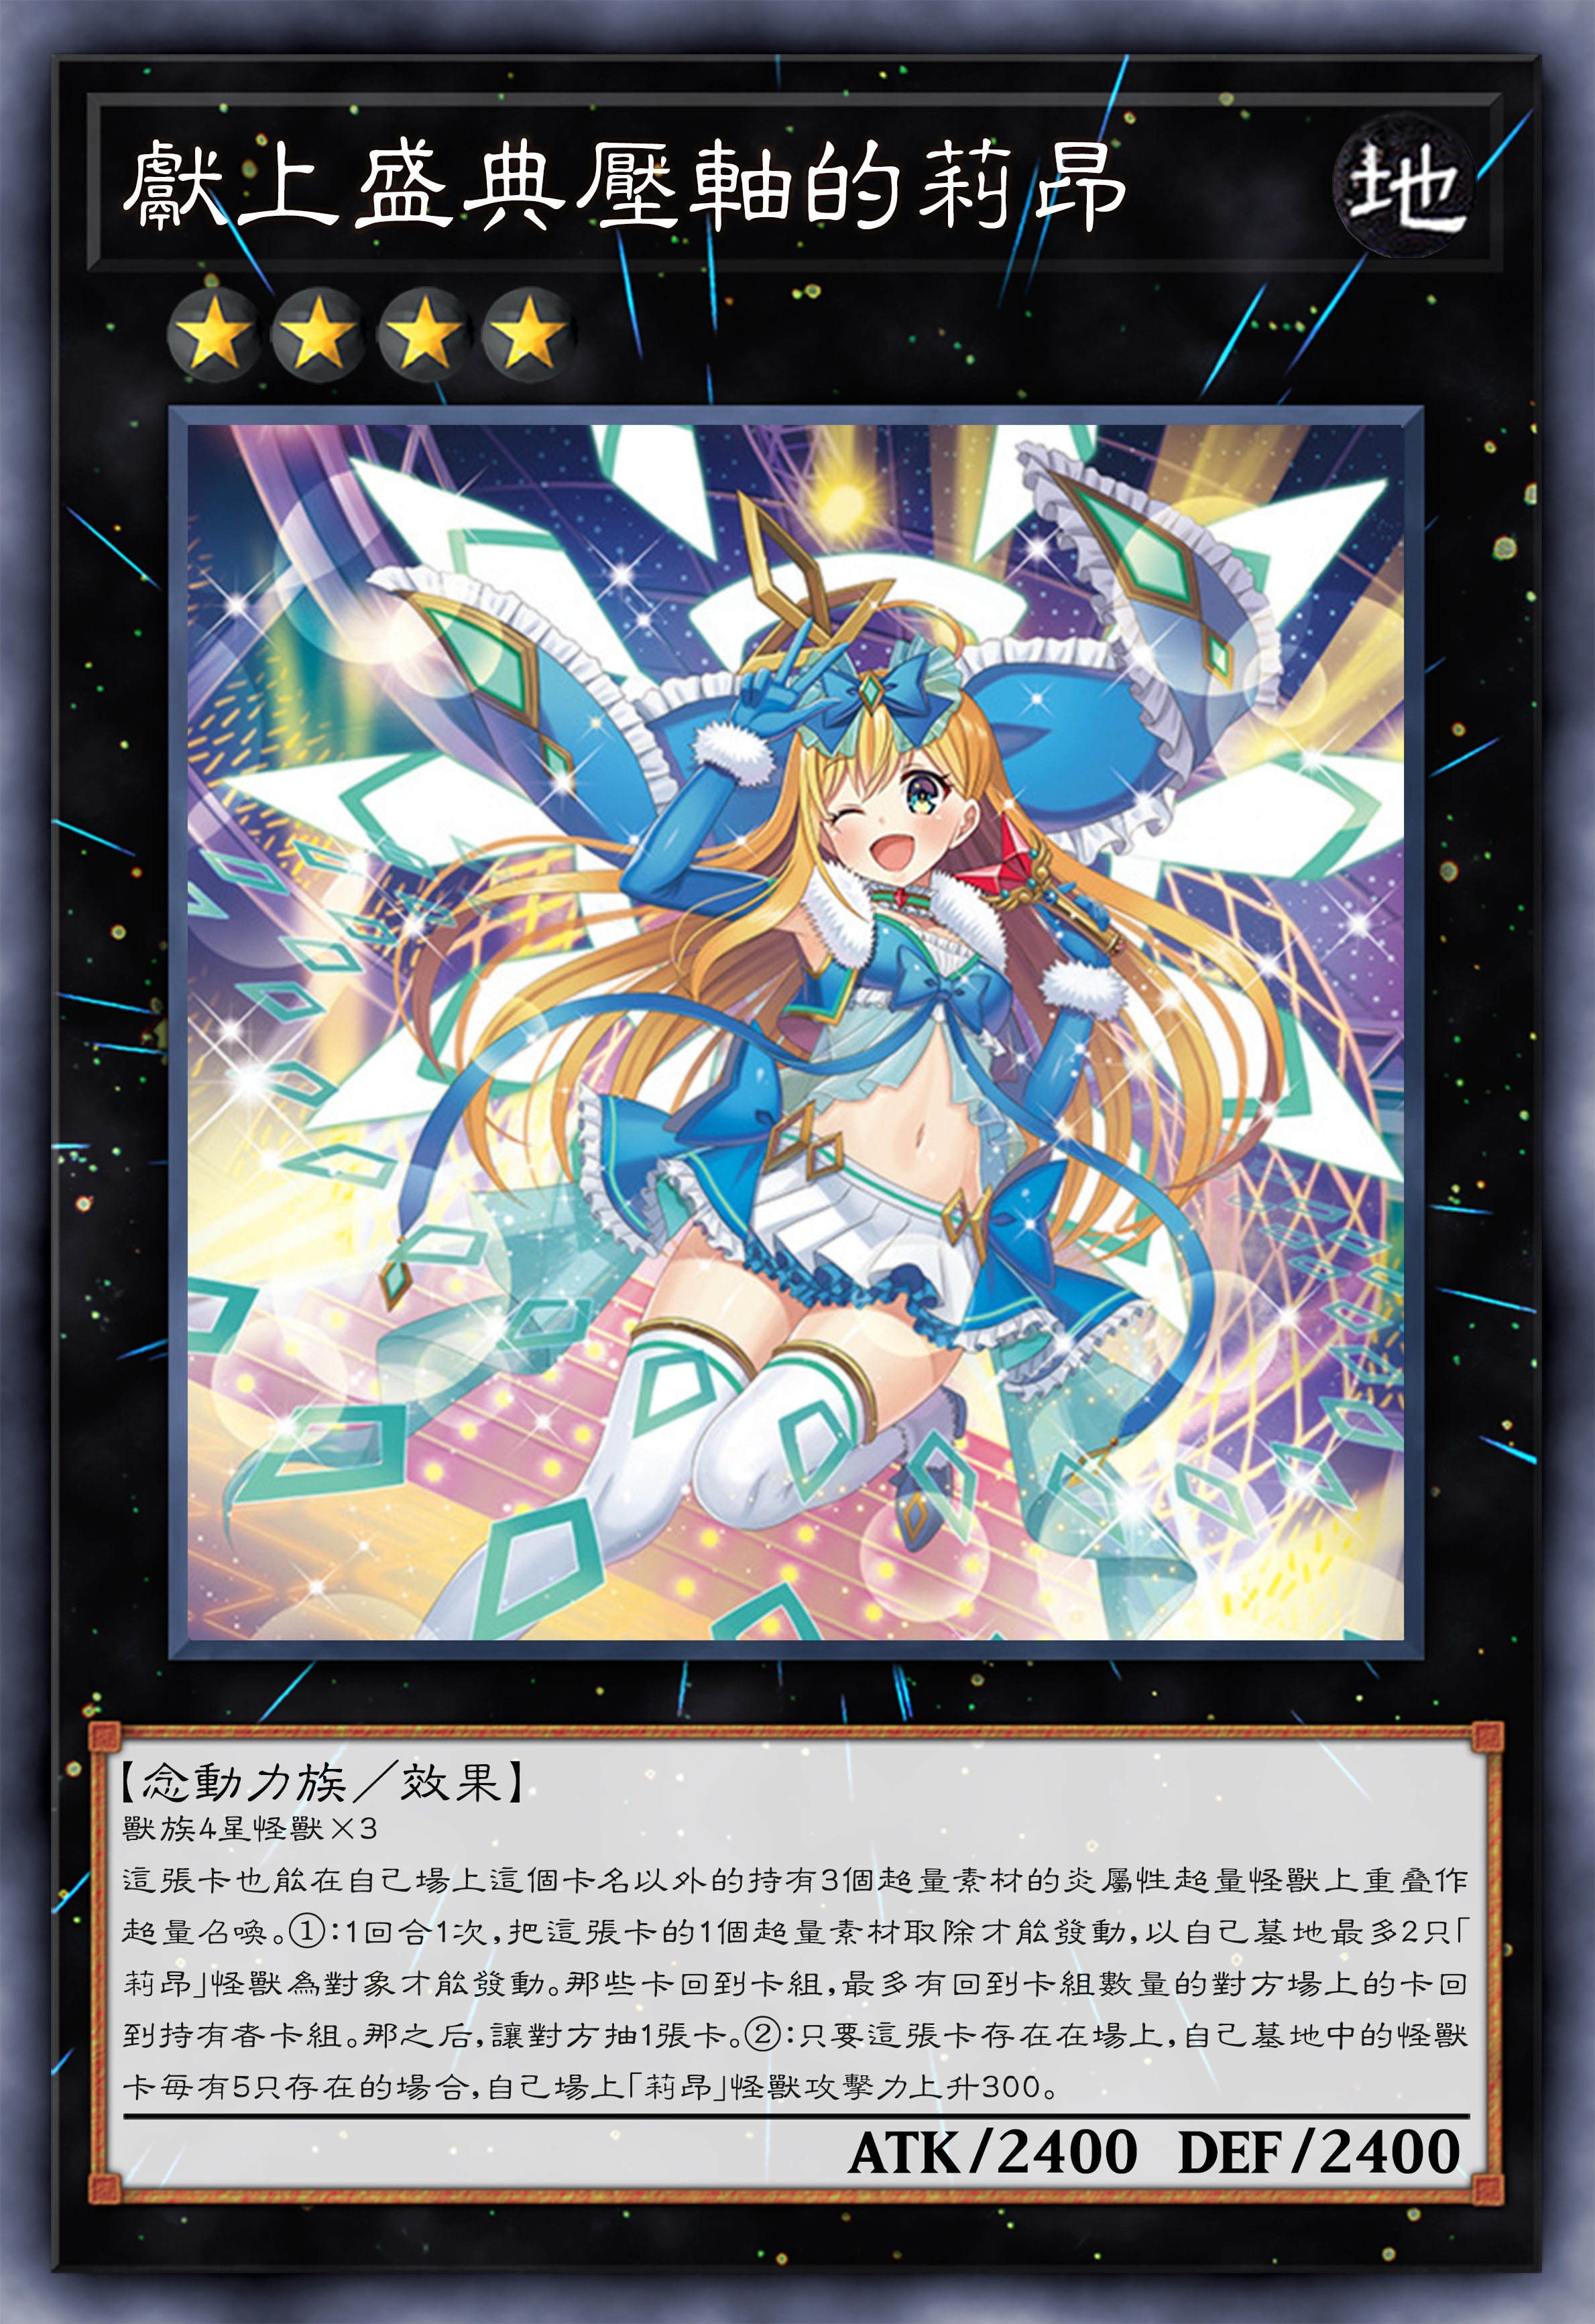 獻上盛典壓軸的莉昂
地
【念動力族／效果】
獸族4星怪獸×3
這張卡也能在自己場上這個卡名以外的持有3個超量素材的炎屬性超量怪獸上重疊作
超量召喚。①:1回合1次,把這張卡的1個超量素材取除才能發動,以自己墓地最多2只「
莉昂」怪獸為對象才能發動。那些卡回到卡組,最多有回到卡組數量的對方場上的卡回
到持有者卡組。那之后,讓對方抽1張卡。②:只要這張卡存在在場上,自己墓地中的怪獸
卡每有5只存在的場合,自己場上「莉昂」怪獸攻擊力上升300。
ATK/2400 DEF/2400